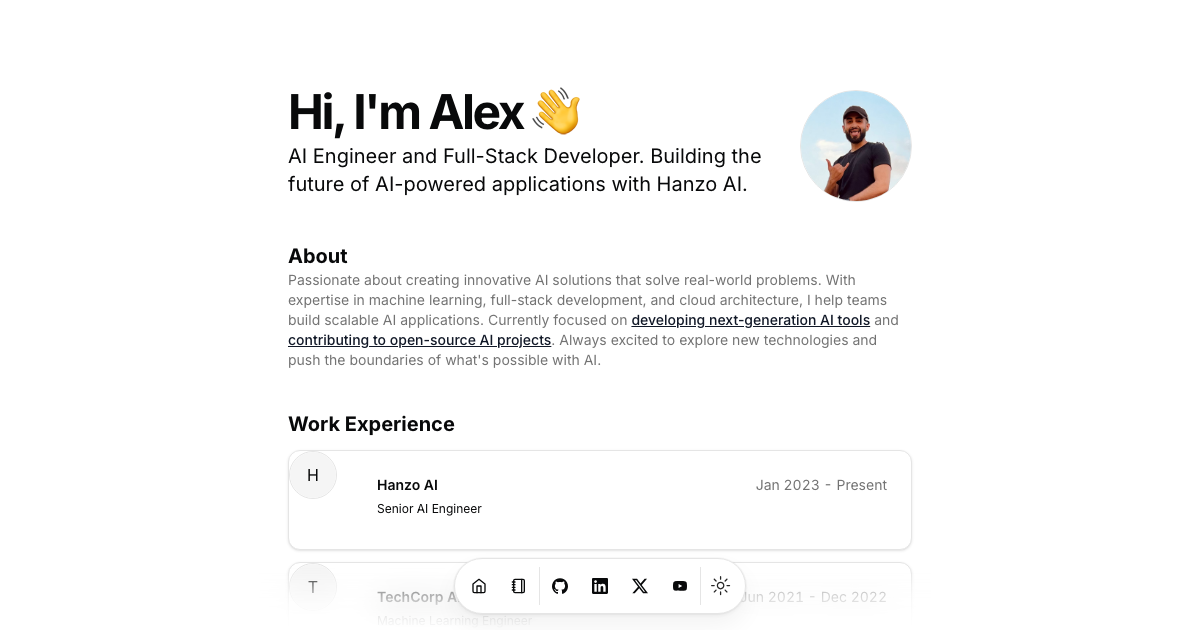 Hi, I'm Alex 👋
AI Engineer and Full-Stack Developer. Building the
future of AI-powered applications with Hanzo AI.
About
Passionate about creating innovative AI solutions that solve real-world problems. With
expertise in machine learning, full-stack development, and cloud architecture, I help teams
build scalable AI applications. Currently focused on developing next-generation AI tools and
contributing to open-source AI projects. Always excited to explore new technologies and
push the boundaries of what's possible with AI.
Work Experience
H
Hanzo AI
Jan 2023 - Present
Senior AI Engineer
T
TechCorp
Jun 2021 - Dec 2022
Machine Learning Engineer